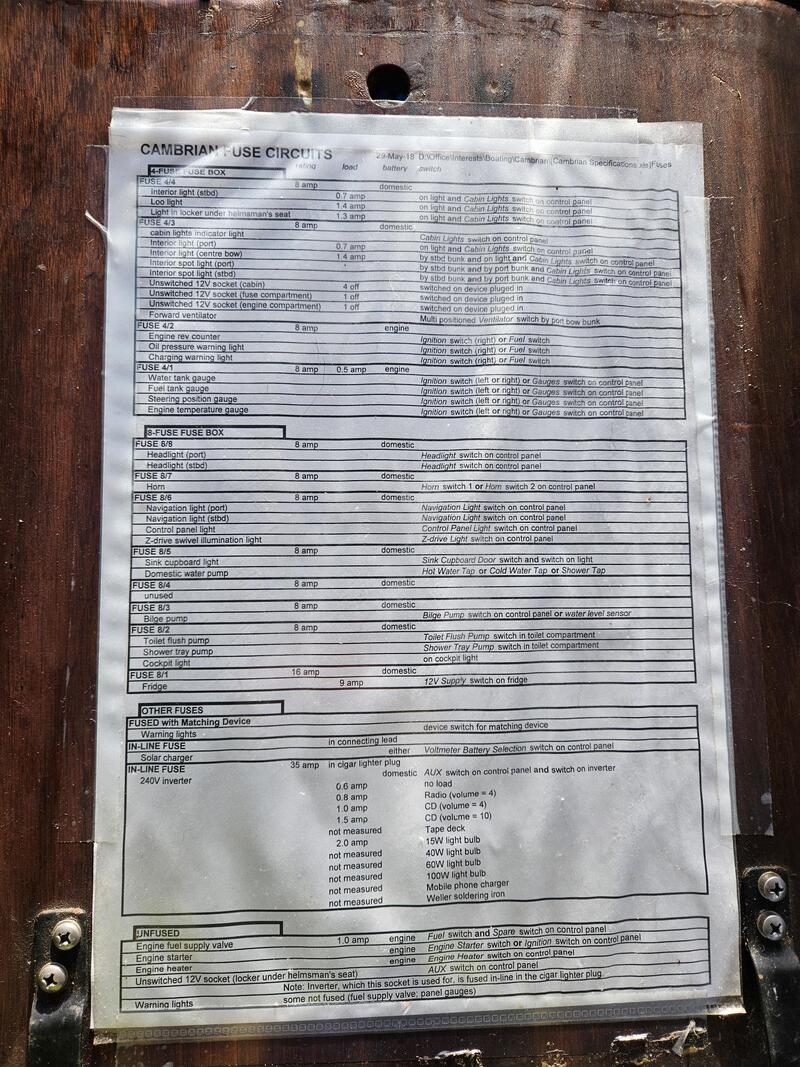 CAMBRIAN FUSE CIRCUITS 29-May-18 D:\Office\Interests\Boating\Cambrian\[Cambrian Specifications.xls]Fuses
rating load battery switch
4-FUSE FUSE BOX
FUSE 4/4 8 amp domestic
Interior light (stbd) 0.7 amp on light and Cabin Lights switch on control panel
Loo light 1.4 amp on light and Cabin Lights switch on control panel
Light in locker under helmsman's seat 1.3 amp on light and Cabin Lights switch on control panel
FUSE 4/3 8 amp domestic
cabin lights indicator light Cabin Lights switch on control panel
Interior light (port) 0.7 amp on light and Cabin Lights switch on control panel
Interior light (centre bow) 1.4 amp by stbd bunk and on light and Cabin Lights switch on control panel
Interior spot light (port) by stbd bunk and by port bunk and Cabin Lights switch on control panel
Interior spot light (stbd) by stbd bunk and by port bunk and Cabin Lights switch on control panel
Unswitched 12V socket (cabin) 4 off switched on device pluged in
Unswitched 12V socket (fuse compartment) 1 off switched on device pluged in
Unswitched 12V socket (engine compartment) 1 off switched on device pluged in
Forward ventilator Multi positioned Ventilator switch by port bow bunk
FUSE 4/2 8 amp engine
Engine rev counter Ignition switch (right) or Fuel switch
Oil pressure warning light Ignition switch (right) or Fuel switch
Charging warning light Ignition switch (right) or Fuel switch
FUSE 4/1 8 amp 0.5 amp engine
Water tank gauge Ignition switch (left or right) or Gauges switch on control panel
Fuel tank gauge Ignition switch (left or right) or Gauges switch on control panel
Steering position gauge Ignition switch (left or right) or Gauges switch on control panel
Engine temperature gauge Ignition switch (left or right) or Gauges switch on control panel
8-FUSE FUSE BOX
FUSE 8/8 8 amp domestic
Headlight (port) Headlight switch on control panel
Headlight (stbd) Headlight switch on control panel
FUSE 8/7 8 amp domestic
Horn Horn switch 1 or Horn switch 2 on control panel
FUSE 8/6 8 amp domestic
Navigation light (port) Navigation Light switch on control panel
Navigation light (stbd) Navigation Light switch on control panel
Control panel light Control Panel Light switch on control panel
Z-drive swivel illumination light Z-drive Light switch on control panel
FUSE 8/5 8 amp domestic
Sink cupboard light Sink Cupboard Door switch and switch on light
Domestic water pump Hot Water Tap or Cold Water Tap or Shower Tap
FUSE 8/4 8 amp domestic
unused
FUSE 8/3 8 amp domestic
Bilge pump Bilge Pump switch on control panel or water level sensor
FUSE 8/2 8 amp domestic
Toilet flush pump Toilet Flush Pump switch in toilet compartment
Shower tray pump Shower Tray Pump switch in toilet compartment
Cockpit light on cockpit light
FUSE 8/1 16 amp domestic
Fridge 9 amp 12V Supply switch on fridge
OTHER FUSES
FUSED with Matching Device
Warning lights device switch for matching device
IN-LINE FUSE in connecting lead
Solar charger either Voltmeter Battery Selection switch on control panel
IN-LINE FUSE 35 amp in cigar lighter plug
240V inverter domestic AUX switch on control panel and switch on inverter
0.6 amp no load
0.8 amp Radio (volume = 4)
1.0 amp CD (volume = 4)
1.5 amp CD (volume = 10)
not measured Tape deck
2.0 amp 15W light bulb
not measured 40W light bulb
not measured 60W light bulb
not measured 100W light bulb
not measured Mobile phone charger
not measured Weller soldering iron
UNFUSED
Engine fuel supply valve 1.0 amp engine Fuel switch and Spare switch on control panel
Engine starter engine Engine Starter switch or Ignition switch on control panel
Engine heater engine Engine Heater switch on control panel
Unswitched 12V socket (locker under helmsman's seat) AUX switch on control panel
Note: Inverter, which this socket is used for, is fused in-line in the cigar lighter plug.
Warning lights some not fused (fuel supply valve; panel gauges)